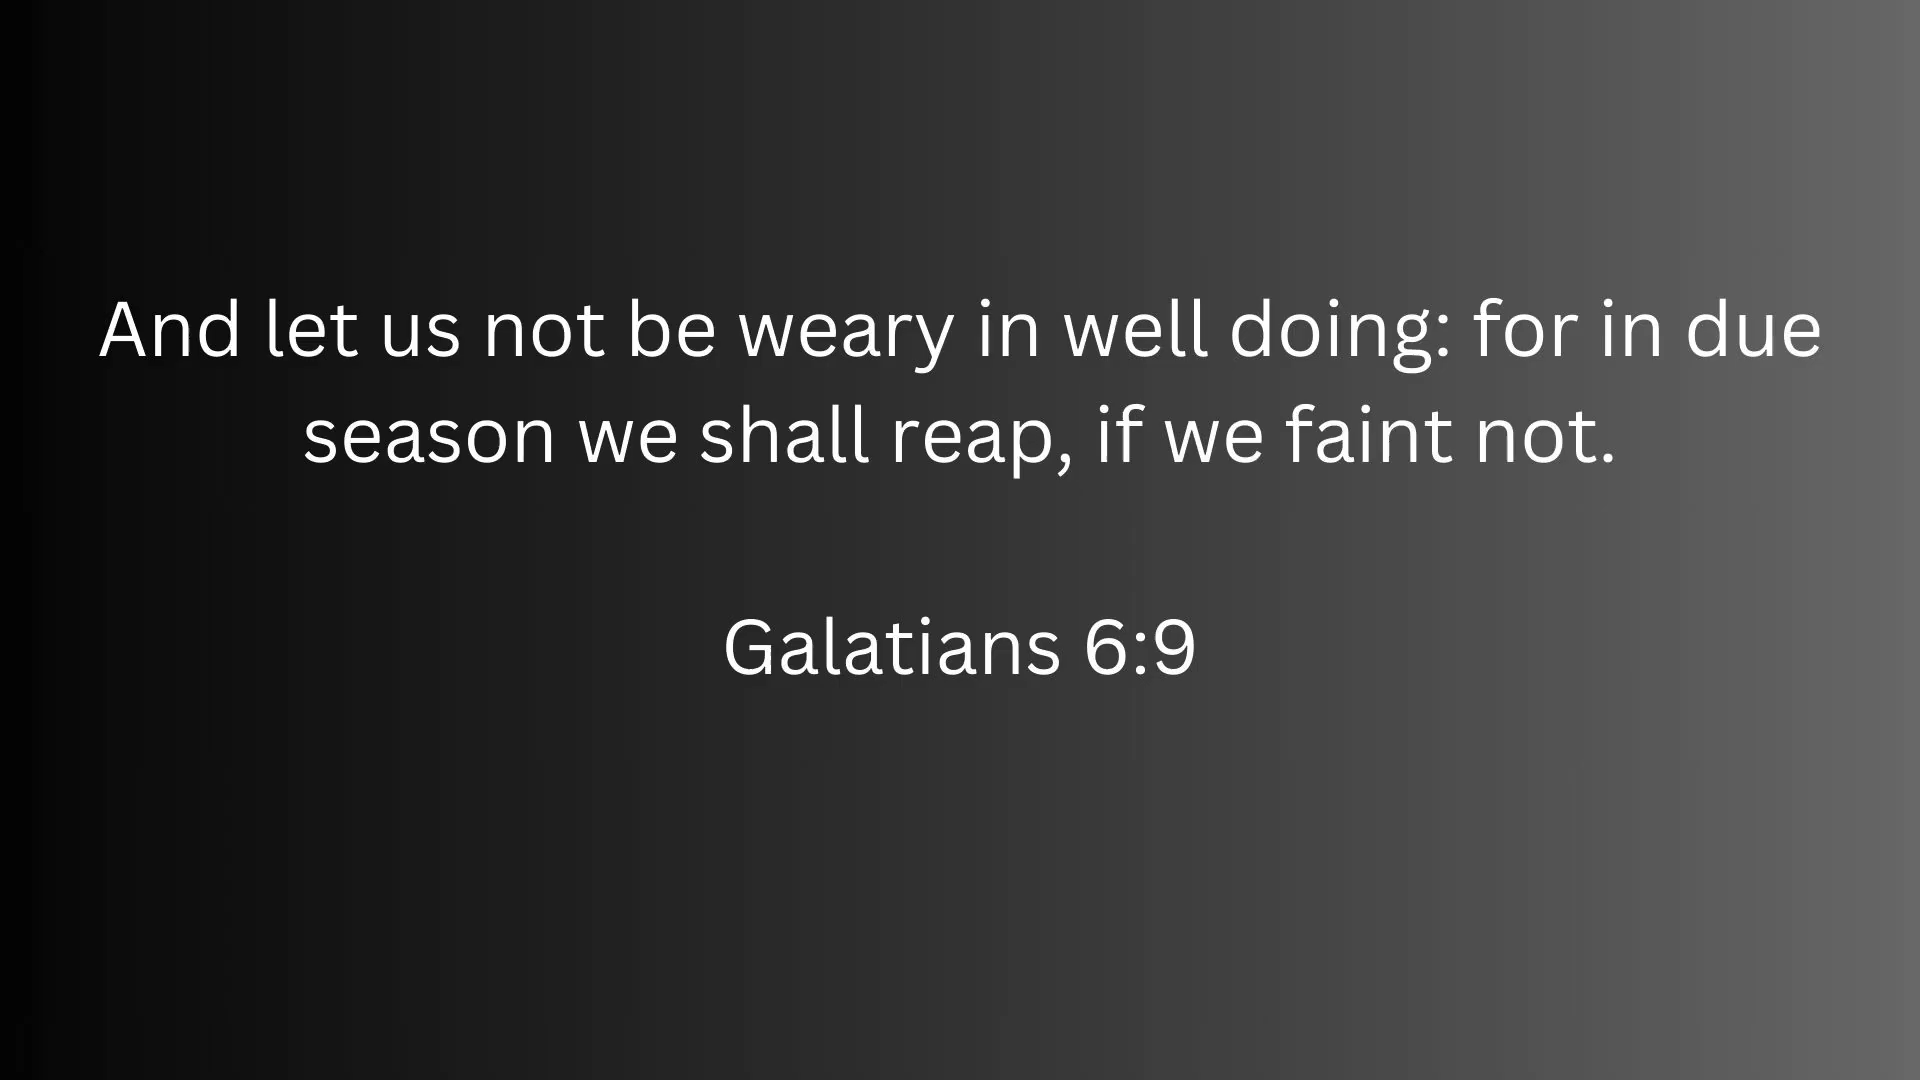 And let us not be weary in well doing: for in due
season we shall reap, if we faint not.
Galatians 6:9